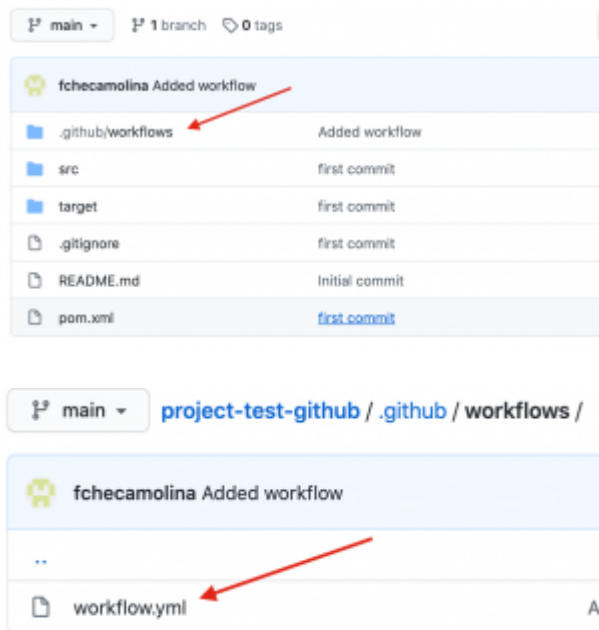 main 1 branch 0 tags
fchecamolina Added workflow
.github/workflows Added workflow
src first commit
target first commit
.gitignore first commit
README.md Initial commit
pom.xml first commit
main project-test-github / .github / workflows /
fchecamolina Added workflow
..
workflow.yml A